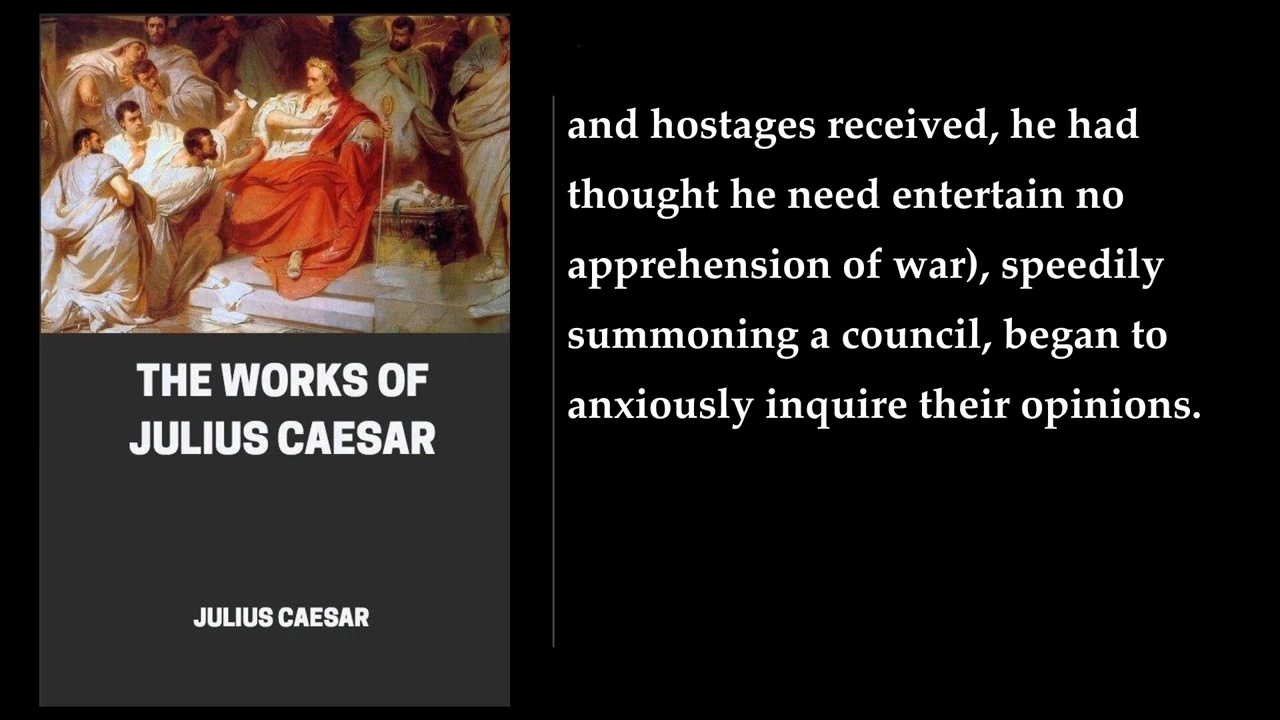 THE WORKS OF
JULIUS CAESAR
JULIUS CAESAR
and hostages received, he had
thought he need entertain no
apprehension of war), speedily
summoning a council, began to
anxiously inquire their opinions.